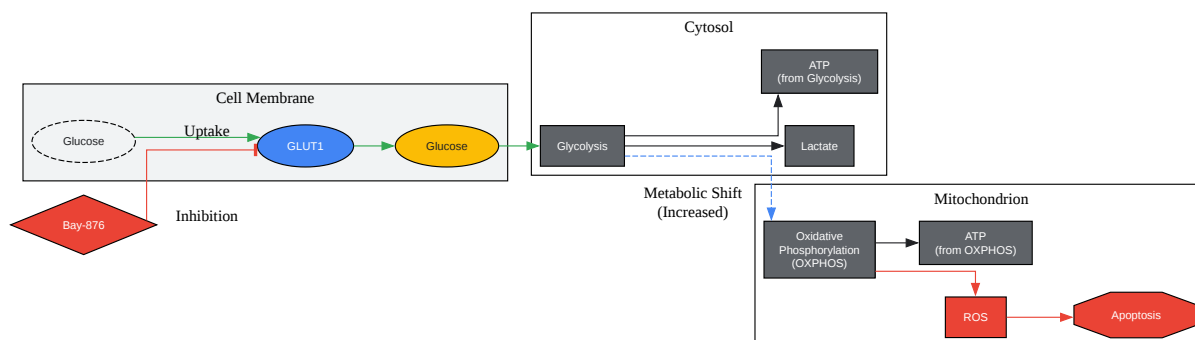 Cytosol
ATP
(from Glycolysis)
Cell Membrane
Glucose
Uptake
GLUT1
Glucose
Glycolysis
Lactate
Bay-876
Inhibition
Metabolic Shift
(Increased)
Mitochondrion
Oxidative
Phosphorylation
(OXPHOS)
ATP
(from OXPHOS)
ROS
Apoptosis